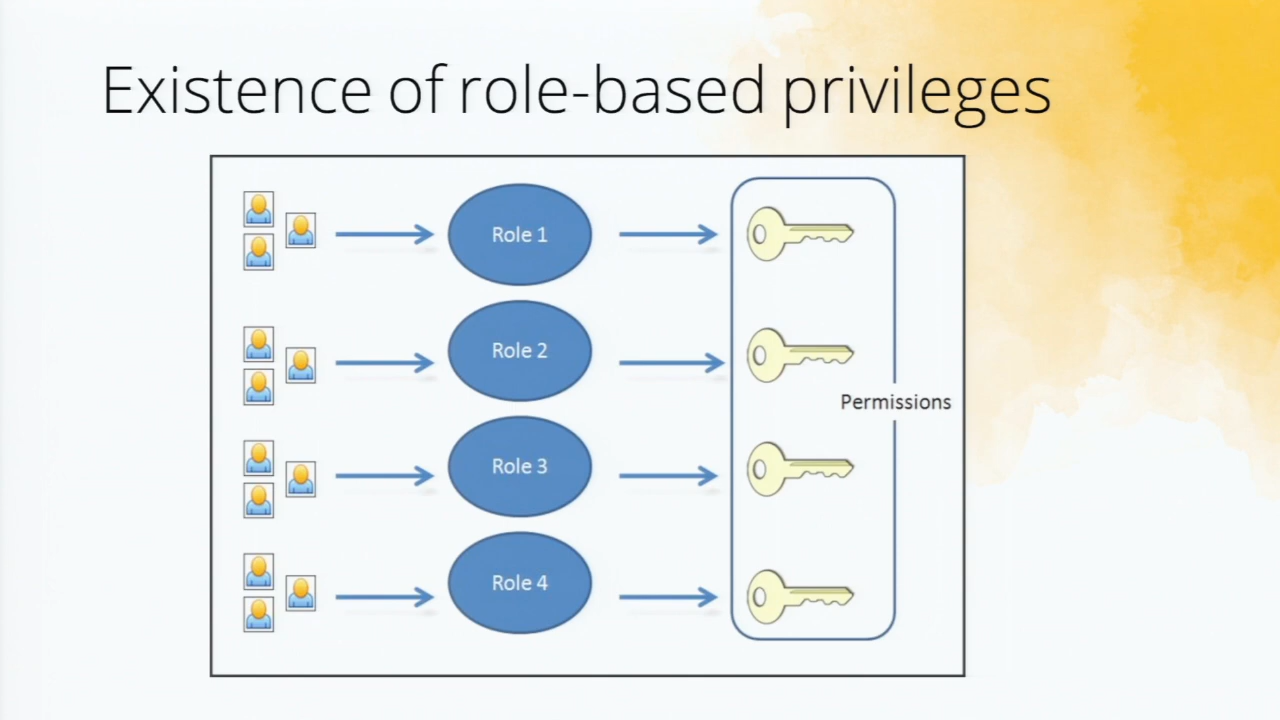 Existence of role-based privileges
Role 1
Role 2
Permissions
Role 3
Role 4